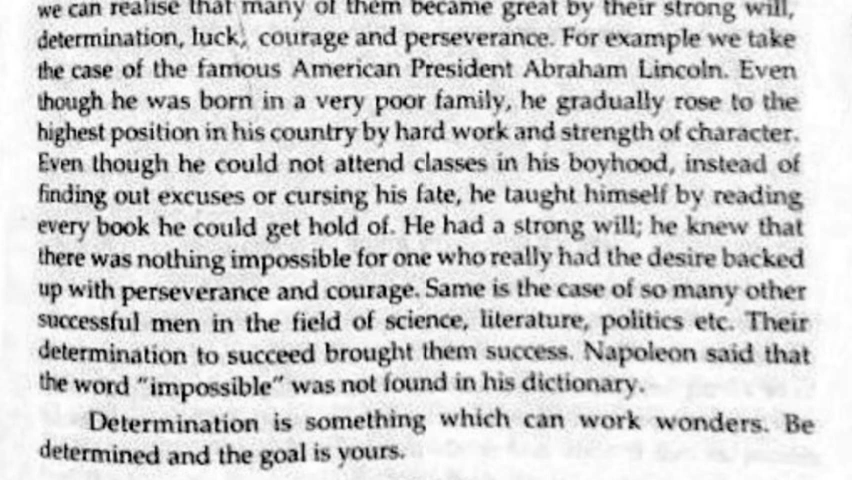 we can realise that many of them became great by their strong will,
determination, luck, courage and perseverance. For example we take
the case of the famous American President Abraham Lincoln. Even
though he was born in a very poor family, he gradually rose to the
highest position in his country by hard work and strength of character.
Even though he could not attend classes in his boyhood, instead of
finding out excuses or cursing his fate, he taught himself by reading
every book he could get hold of. He had a strong will; he knew that
there was nothing impossible for one who really had the desire backed
up with perseverance and courage. Same is the case of so many other
successful men in the field of science, literature, politics etc. Their
determination to succeed brought them success. Napoleon said that
the word "impossible" was not found in his dictionary.
Determination is something which can work wonders. Be
determined and the goal is yours.